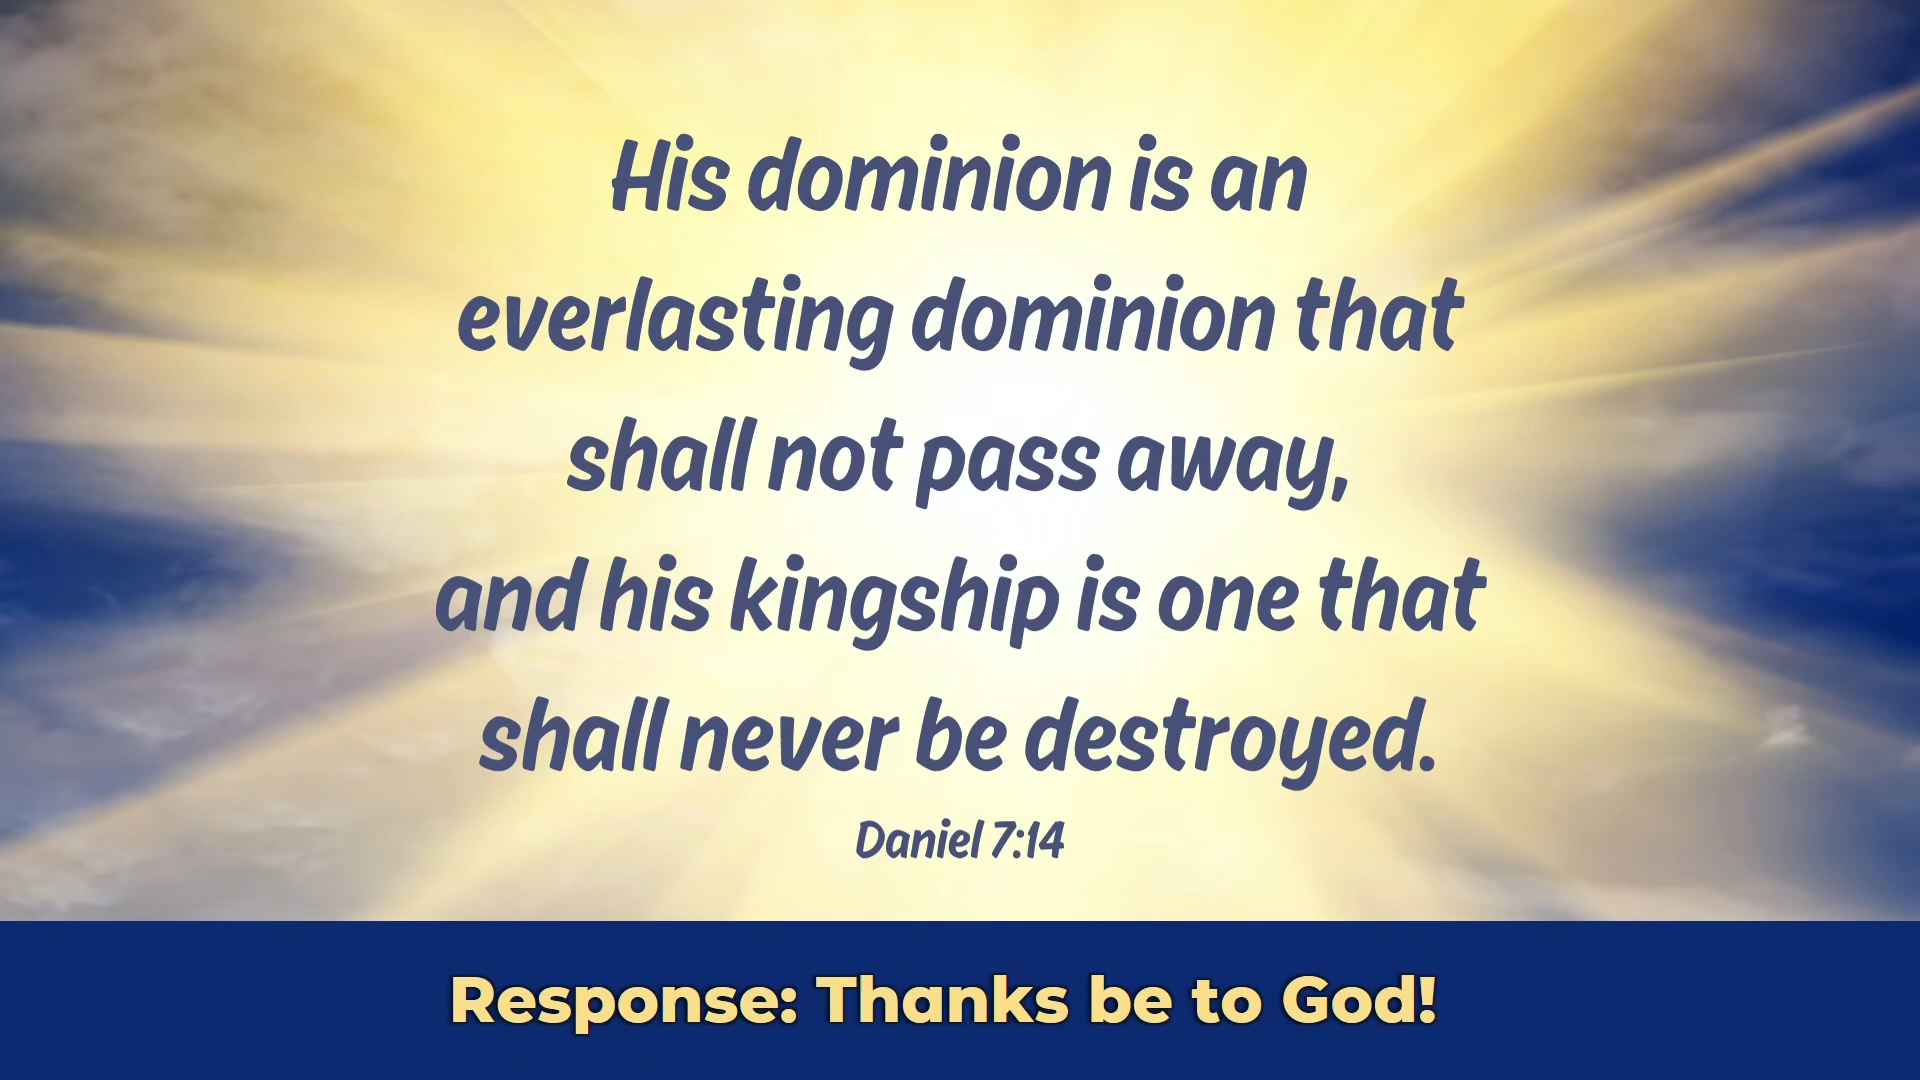 His dominion is an
everlasting dominion that
shall not pass away,
and his kingship is one that
shall never be destroyed.
Daniel 7:14
Response: Thanks be to God!